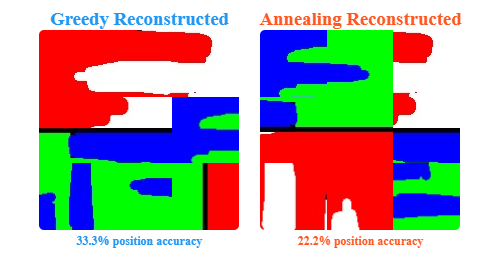 Greedy Reconstructed
Annealing Reconstructed
33.3% position accuracy
22.2% position accuracy